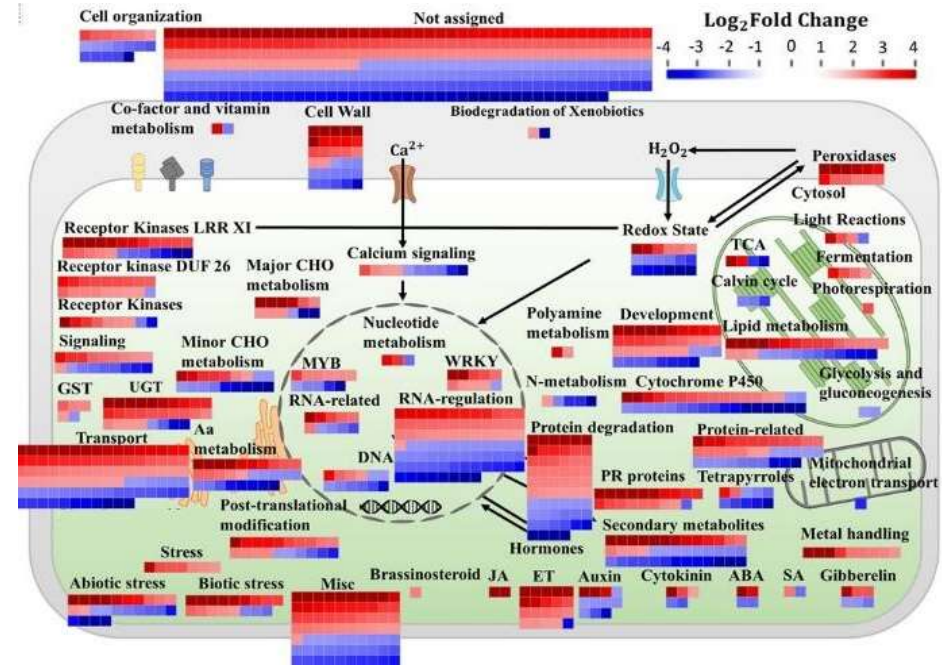 Cell organization
Not assigned
Log₂Fold Change
-4 -3 -2 -1 0 1 2 3 4
Co-factor and vitamin
metabolism
Cell Wall
Biodegradation of Xenobiotics
Ca²⁺
H₂O₂
Peroxidases
Cytosol
Receptor Kinases LRR XI
Redox State
Light Reactions
TCA
Calcium signaling
Fermentation
Receptor kinase DUF 26
Major CHO
metabolism
Calvin cycle
Photorespiration
Receptor Kinases
Nucleotide
metabolism
Polyamine
metabolism
Development
Lipid metabolism
Signaling
Minor CHO
metabolism
MYB
WRKY
Glycolysis and
gluconeogenesis
GST
UGT
RNA-related
RNA-regulation
N-metabolism
Cytochrome P450
Transport
Aa
metabolism
DNA
Protein degradation
Protein-related
PR proteins
Tetrapyrroles
Mitochondrial
electron transport
Post-translational
modification
Hormones
Secondary metabolites
Metal handling
Stress
Abiotic stress
Biotic stress
Misc
Brassinosteroid
JA
ET
Auxin
Cytokinin
ABA
SA
Gibberelin